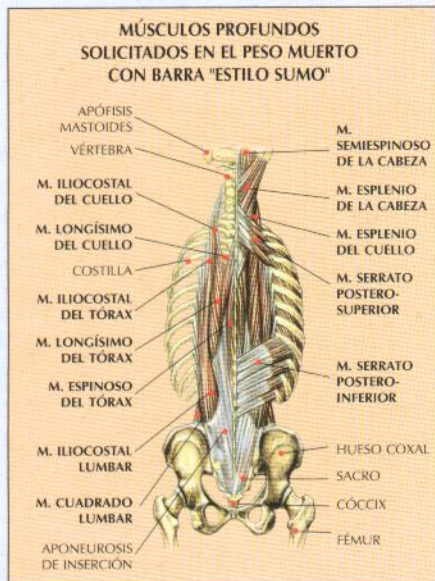 MÚSCULOS PROFUNDOS
SOLICITADOS EN EL PESO MUERTO
CON BARRA "ESTILO SUMO"
APÓFISIS
MASTOIDES
VÉRTEBRA
M. ILIOCOSTAL
DEL CUELLO
M. LONGÍSIMO
DEL CUELLO
COSTILLA
M. ILIOCOSTAL
DEL TÓRAX
M. LONGÍSIMO
DEL TÓRAX
M. ESPINOSO
DEL TÓRAX
M. ILIOCOSTAL
LUMBAR
M. CUADRADO
LUMBAR
APONEUROSIS
DE INSERCIÓN
M.
SEMIESPINOSO
DE LA CABEZA
M. ESPLENIO
DE LA CABEZA
M. ESPLENIO
DEL CUELLO
M. SERRATO
POSTERO-
SUPERIOR
M. SERRATO
POSTERO-
INFERIOR
HUESO COXAL
SACRO
CÓCCIX
FÉMUR